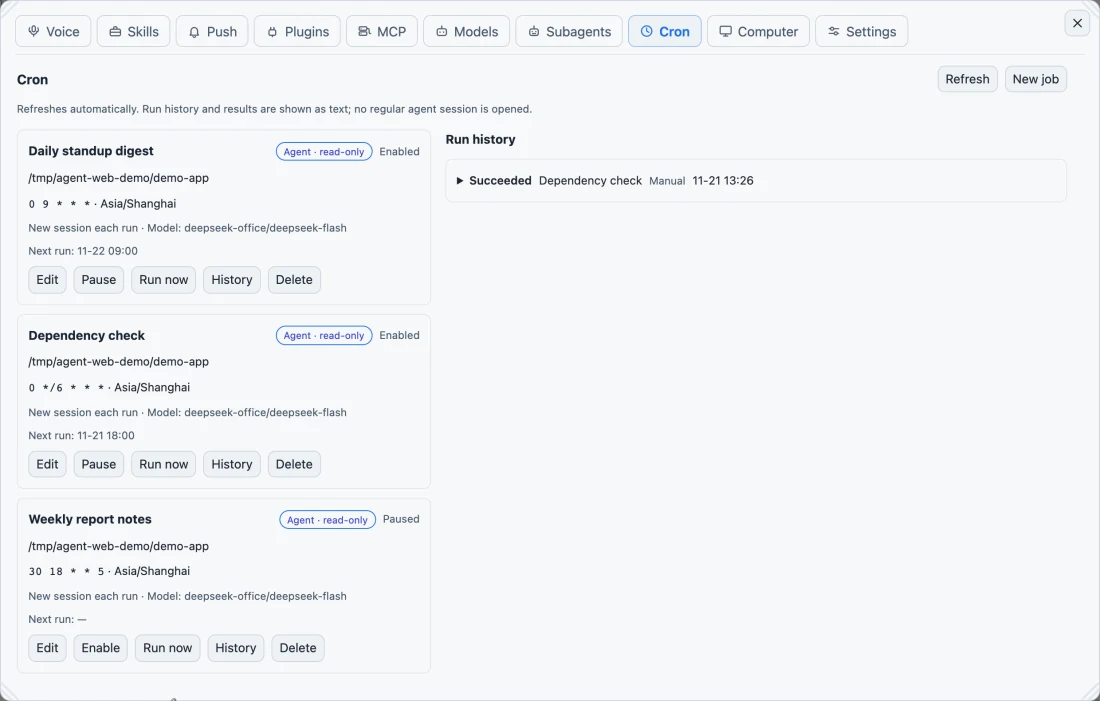 Voice Skills Push Plugins MCP Models Subagents Cron Computer Settings
Cron
Refresh New job
Refreshes automatically. Run history and results are shown as text; no regular agent session is opened.
Daily standup digest Agent · read-only Enabled
/tmp/agent-web-demo/demo-app
0 9 * * * · Asia/Shanghai
New session each run · Model: deepseek-office/deepseek-flash
Next run: 11-22 09:00
Edit Pause Run now History Delete
Dependency check Agent · read-only Enabled
/tmp/agent-web-demo/demo-app
0 */6 * * * · Asia/Shanghai
New session each run · Model: deepseek-office/deepseek-flash
Next run: 11-21 18:00
Edit Pause Run now History Delete
Weekly report notes Agent · read-only Paused
/tmp/agent-web-demo/demo-app
30 18 * * 5 · Asia/Shanghai
New session each run · Model: deepseek-office/deepseek-flash
Next run: —
Edit Enable Run now History Delete
Run history
Succeeded Dependency check Manual 11-21 13:26